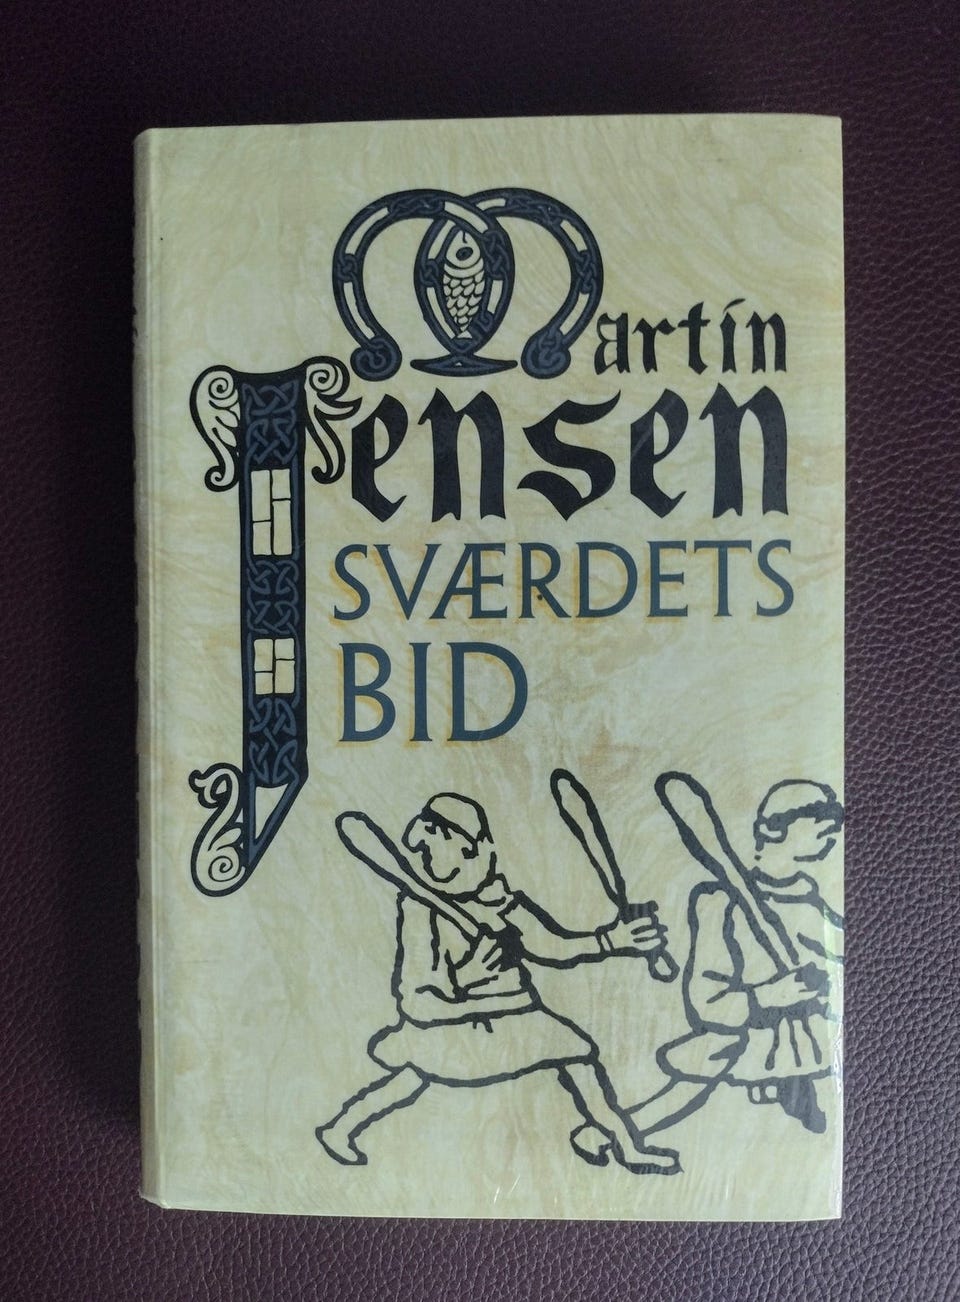 Martin
Jensen
SVÆRDETS
BID